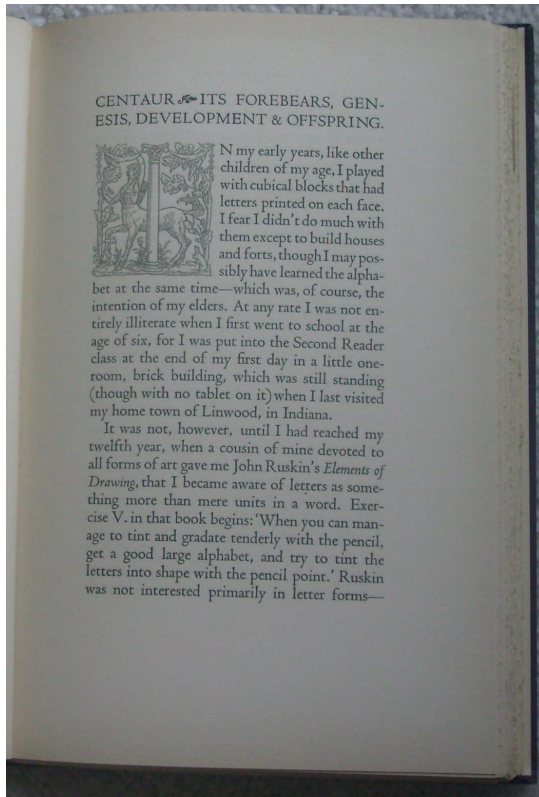 CENTAUR ITS FOREBEARS, GEN-
ESIS, DEVELOPMENT & OFFSPRING.
IN my early years, like other
children of my age, I played
with cubical blocks that had
letters printed on each face.
I fear I didn't do much with
them except to build houses
and forts, though I may pos-
sibly have learned the alpha-
bet at the same time—which was, of course, the
intention of my elders. At any rate I was not en-
tirely illiterate when I first went to school at the
age of six, for I was put into the Second Reader
class at the end of my first day in a little one-
room, brick building, which was still standing
(though with no tablet on it) when I last visited
my home town of Linwood, in Indiana.
It was not, however, until I had reached my
twelfth year, when a cousin of mine devoted to
all forms of art gave me John Ruskin's Elements of
Drawing, that I became aware of letters as some-
thing more than mere units in a word. Exer-
cise V. in that book begins: 'When you can man-
age to tint and gradate tenderly with the pencil,
get a good large alphabet, and try to tint the
letters into shape with the pencil point.' Ruskin
was not interested primarily in letter forms—